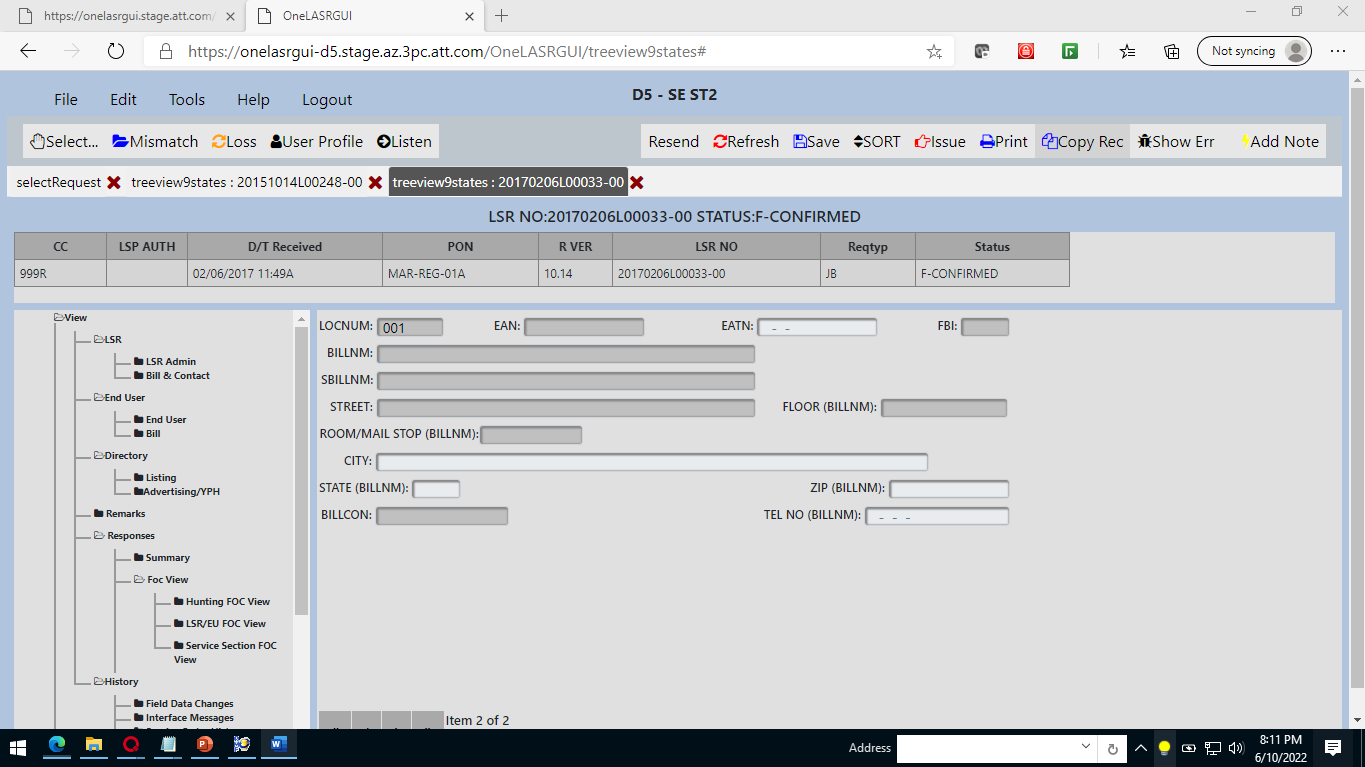 https://onelasrgui.stage.att.com/
OneLASRGUI
https://onelasrgui-d5.stage.az.3pc.att.com/OneLASRGUI/treeview9states#
Not syncing
File Edit Tools Help Logout
D5 - SE ST2
Select... Mismatch Loss User Profile Listen
Resend Refresh Save SORT Issue Print Copy Rec Show Err Add Note
selectRequest treeview9states : 20151014L00248-00 treeview9states : 20170206L00033-00
LSR NO:20170206L00033-00 STATUS:F-CONFIRMED
CC LSP AUTH D/T Received PON R VER LSR NO Reqtyp Status
999R 02/06/2017 11:49A MAR-REG-01A 10.14 20170206L00033-00 JB F-CONFIRMED
View
LSR
LSR Admin
Bill & Contact
End User
End User
Bill
Directory
Listing
Advertising/YPH
Remarks
Responses
Summary
Foc View
Hunting FOC View
LSR/EU FOC View
Service Section FOC
View
History
Field Data Changes
Interface Messages
LOCNUM: 001 EAN: EATN: - - FBI:
BILLNM:
SBILLNM:
STREET: FLOOR (BILLNM):
ROOM/MAIL STOP (BILLNM):
CITY:
STATE (BILLNM): ZIP (BILLNM):
BILLCON: TEL NO (BILLNM): - - -
Item 2 of 2
Address
8:11 PM
6/10/2022